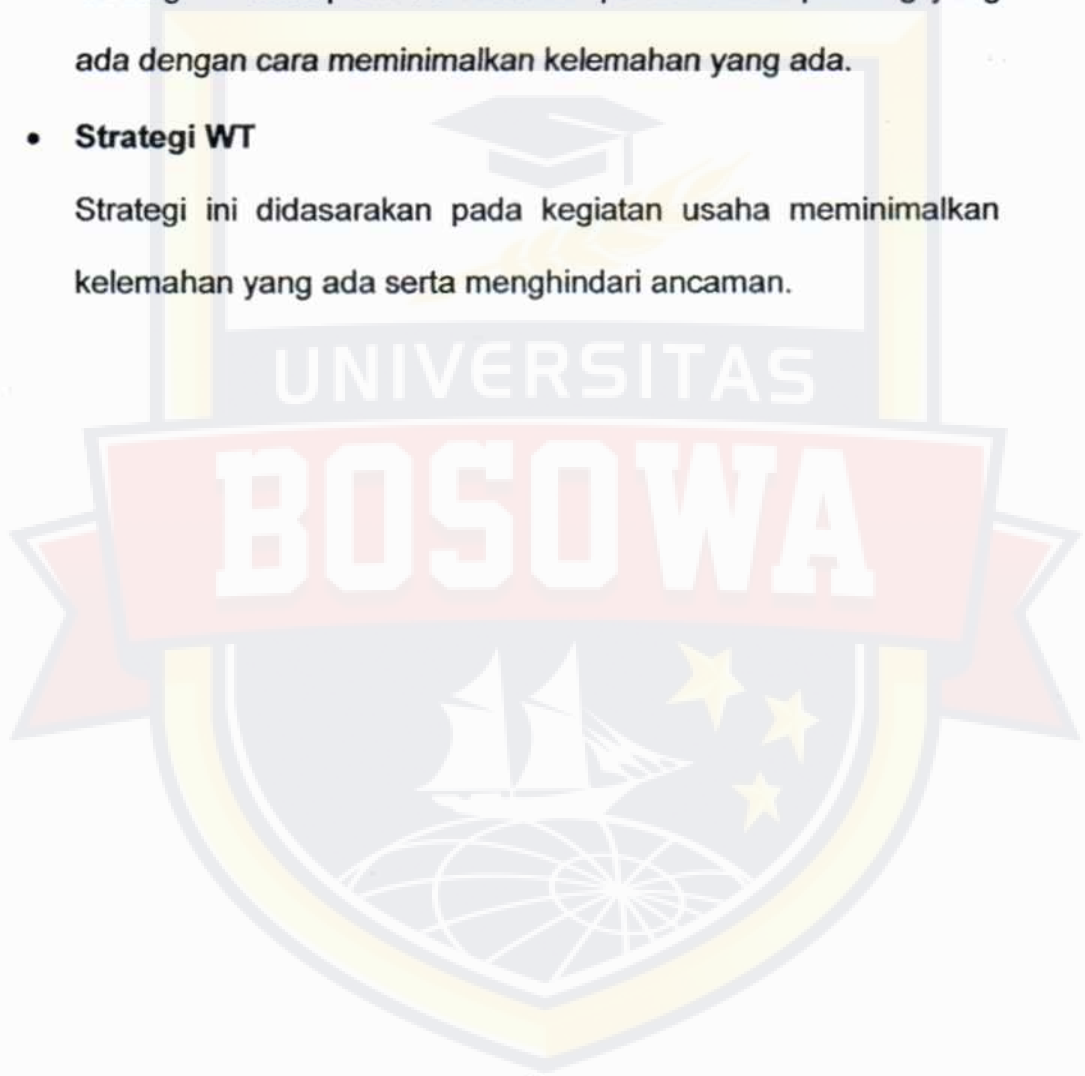 ada dengan cara meminimalkan kelemahan yang ada.
• Strategi WT
Strategi ini didasarakan pada kegiatan usaha meminimalkan
kelemahan yang ada serta menghindari ancaman.
UNIVERSITAS
BOSOWA